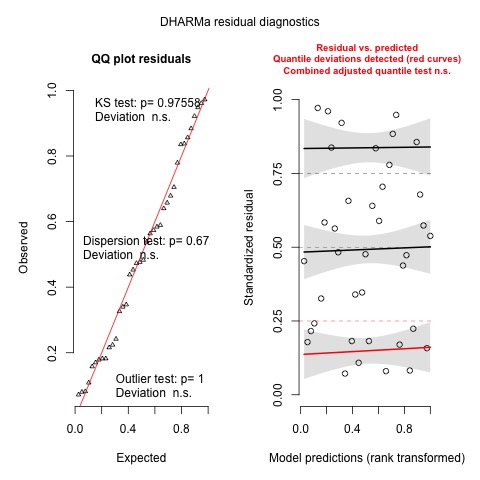 DHARMa residual diagnostics
QQ plot residuals
KS test: p= 0.97558
Deviation n.s.
Dispersion test: p= 0.67
Deviation n.s.
Outlier test: p= 1
Deviation n.s.
Observed
1.0
0.8
0.6
0.4
0.2
0.0 0.4 0.8
Expected
Residual vs. predicted
Quantile deviations detected (red curves)
Combined adjusted quantile test n.s.
Standardized residual
1.00
0.75
0.50
0.25
0.00
0.0 0.4 0.8
Model predictions (rank transformed)